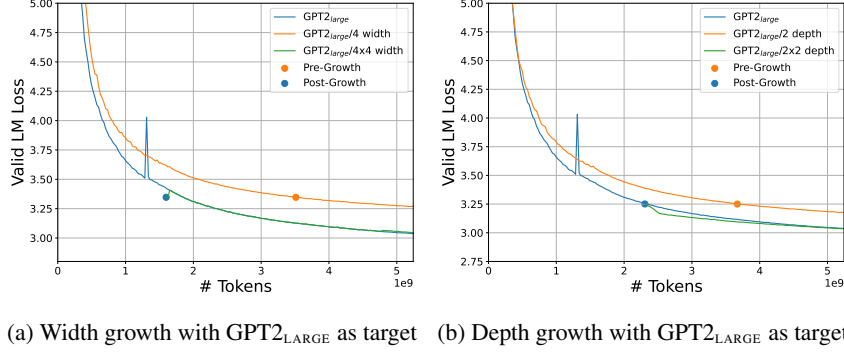 5.00
4.75
4.50
4.25
4.00
3.75
3.50
3.25
3.00
Valid LM Loss
0 1 2 3 4 5
1e9
# Tokens
GPT2large
GPT2large/4 width
GPT2large/4x4 width
Pre-Growth
Post-Growth
(a) Width growth with GPT2LARGE as target
5.00
4.75
4.50
4.25
4.00
3.75
3.50
3.25
3.00
2.75
Valid LM Loss
0 1 2 3 4 5
1e9
# Tokens
GPT2large
GPT2large/2 depth
GPT2large/2x2 depth
Pre-Growth
Post-Growth
(b) Depth growth with GPT2LARGE as target